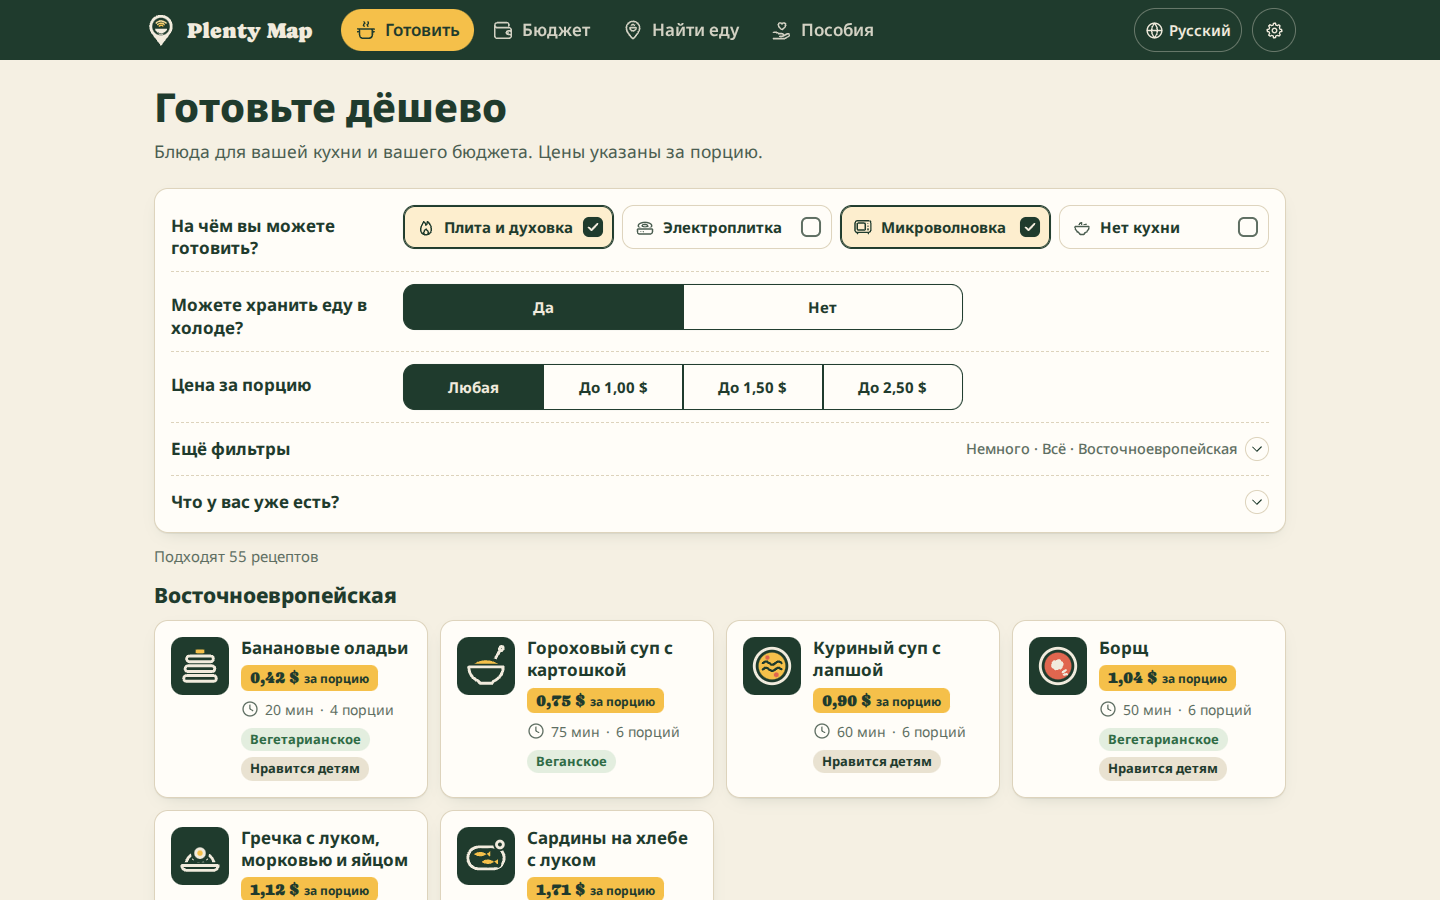 Plenty Map
Готовить
Бюджет
Найти еду
Пособия
Русский
Готовьте дёшево
Блюда для вашей кухни и вашего бюджета. Цены указаны за порцию.
На чём вы можете
готовить?
Плита и духовка
Электроплитка
Микроволновка
Нет кухни
Можете хранить еду в
холоде?
Да
Нет
Цена за порцию
Любая
До 1,00 $
До 1,50 $
До 2,50 $
Ещё фильтры
Немного · Всё · Восточноевропейская
Что у вас уже есть?
Подходят 55 рецептов
Восточноевропейская
Банановые оладьи
0,42 $ за порцию
20 мин · 4 порции
Вегетарианское
Нравится детям
Гороховый суп с
картошкой
0,75 $ за порцию
75 мин · 6 порций
Веганское
Куриный суп с
лапшой
0,90 $ за порцию
60 мин · 6 порций
Нравится детям
Борщ
1,04 $ за порцию
50 мин · 6 порций
Вегетарианское
Нравится детям
Гречка с луком,
морковью и яйцом
1,12 $ за порцию
Сардины на хлебе
с луком
1,71 $ за порцию